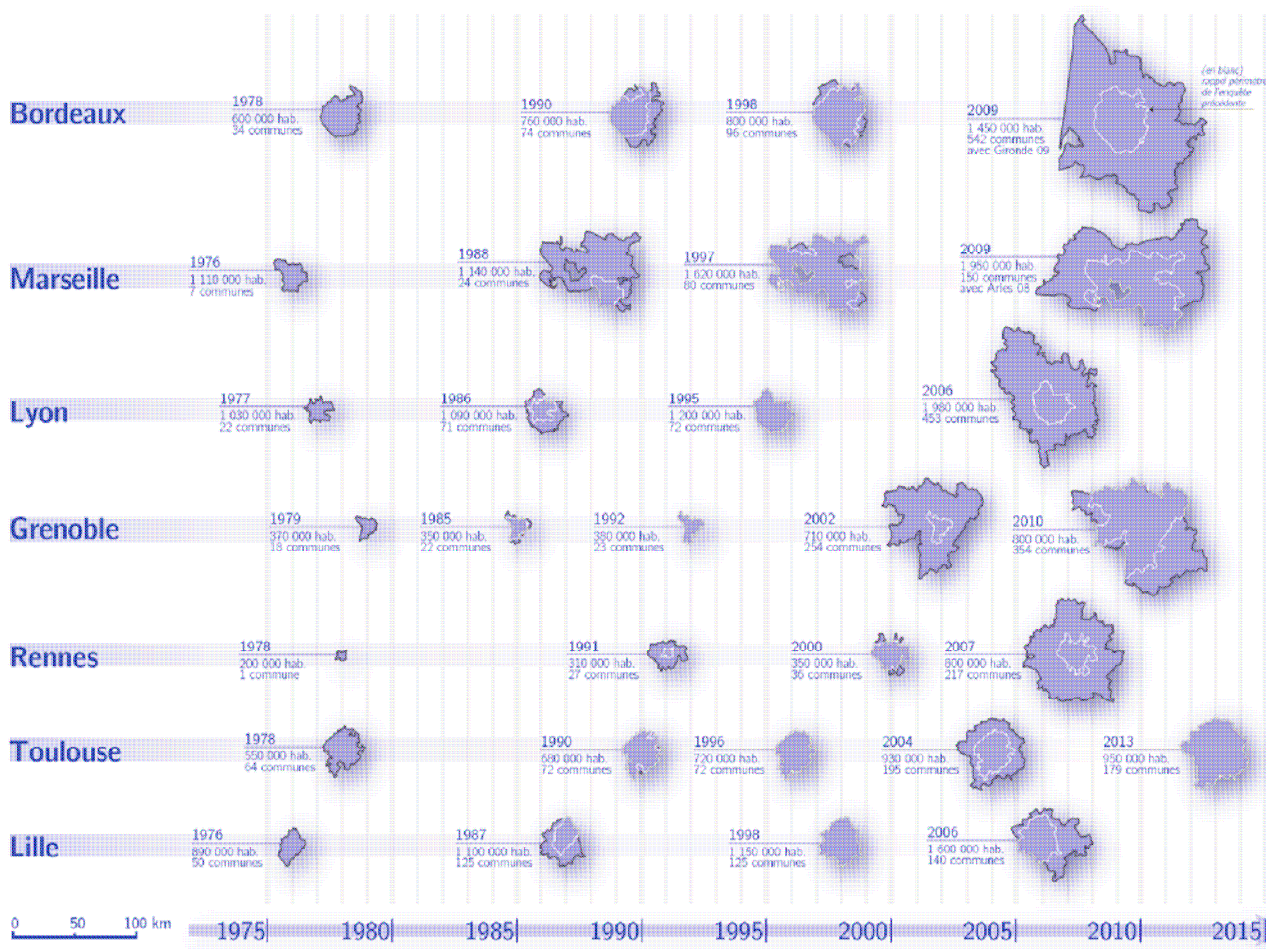 Bordeaux
1978
600 000 hab.
34 communes
1990
760 000 hab.
74 communes
1998
800 000 hab.
96 communes
2009
1 450 000 hab.
542 communes
avec Gironde 09
(en blanc)
rappel périmètre
de l'enquête
précédente
Marseille
1976
1 110 000 hab.
7 communes
1988
1 140 000 hab.
24 communes
1997
1 620 000 hab.
80 communes
2009
1 960 000 hab.
150 communes
avec Arles 08
Lyon
1977
1 030 000 hab.
22 communes
1986
1 090 000 hab.
71 communes
1995
1,200 000 hab.
72 communes
2006
1 980 000 hab.
453 communes
Grenoble
1979
370 000 hab.
18 communes
1985
350 000 hab.
22 communes
1992
380 000 hab.
23 communes
2002
710 000 hab.
254 communes
2010
800 000 hab.
354 communes
Rennes
1978
200 000 hab.
1 commune
1991
310 000 hab.
27 communes
2000
350 000 hab.
36 communes
2007
800 000 hab.
217 communes
Toulouse
1978
550 000 hab.
64 communes
1990
680 000 hab.
72 communes
1996
720 000 hab.
72 communes
2004
930 000 hab.
195 communes
2013
950 000 hab.
179 communes
Lille
1976
890 000 hab.
50 communes
1987
1,100 000 hab.
125 communes
1998
1,150 000 hab.
125 communes
2006
1 600 000 hab.
140 communes
0 50 100 km
1975 1980 1985 1990 1995 2000 2005 2010 2015